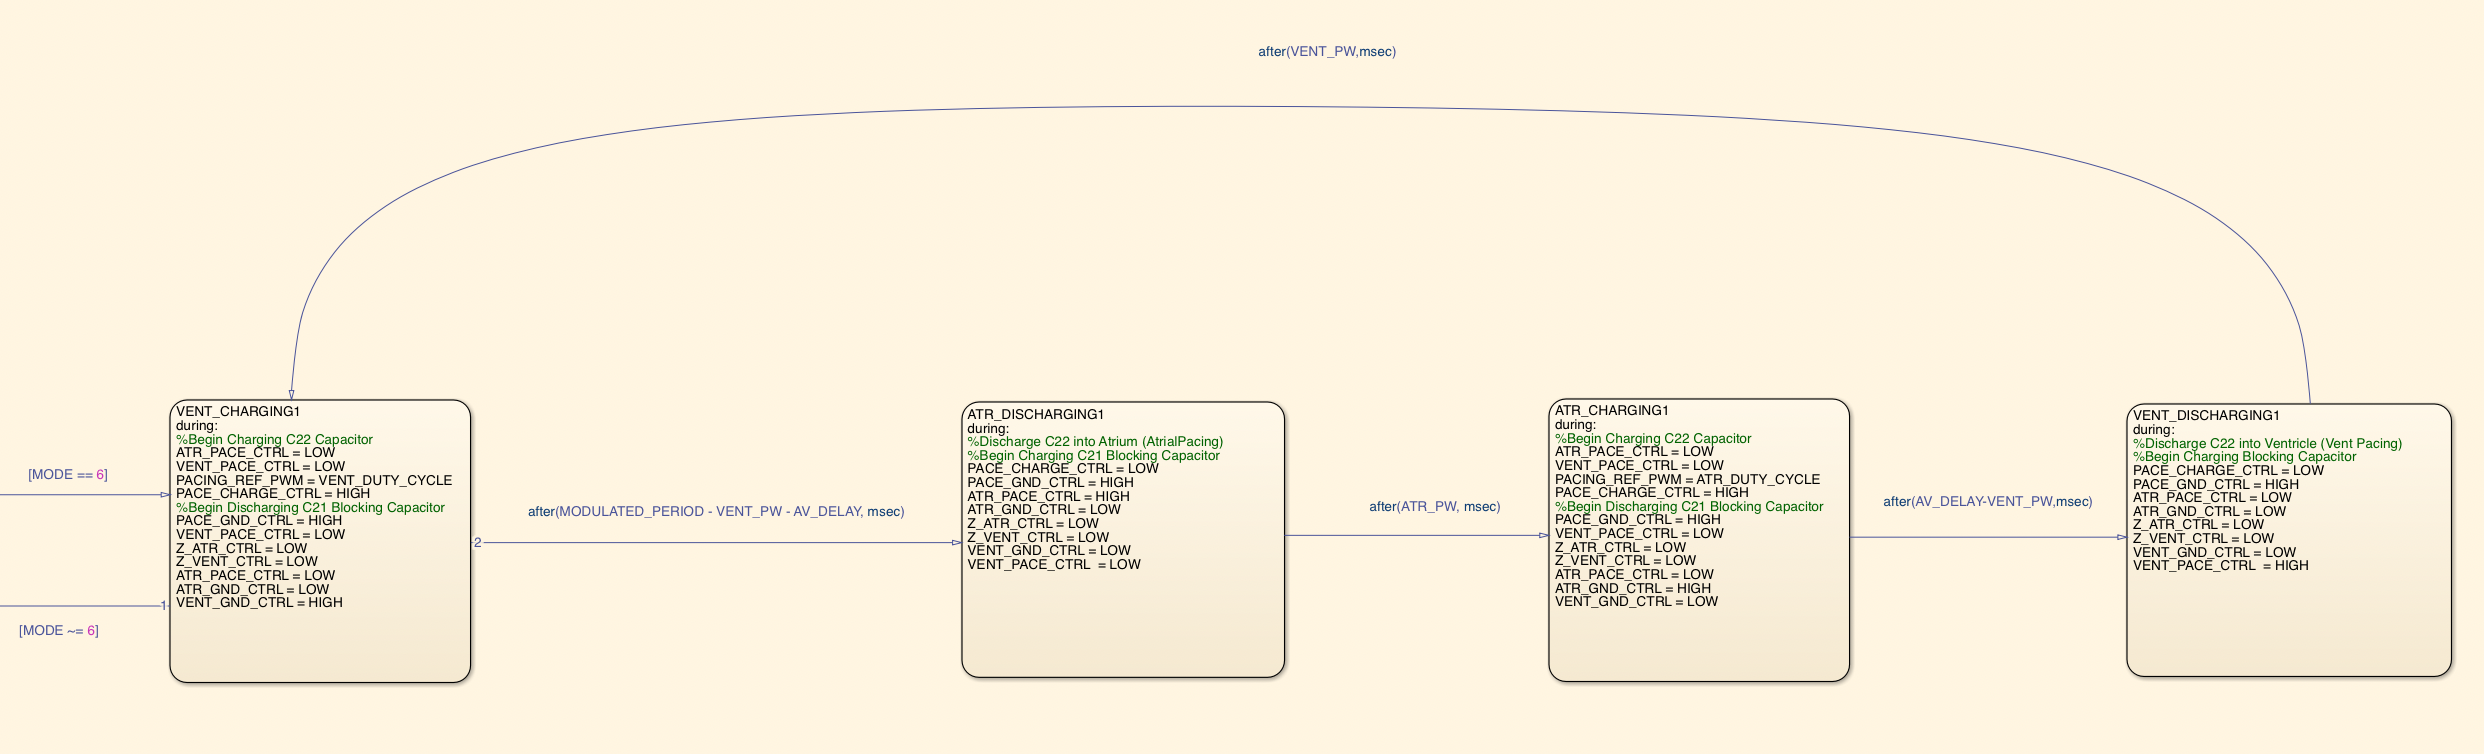 after(VENT_PW,msec)
[MODE == 6]
[MODE ~= 6]
1
VENT_CHARGING1
during:
%Begin Charging C22 Capacitor
ATR_PACE_CTRL = LOW
VENT_PACE_CTRL = LOW
PACING_REF_PWM = VENT_DUTY_CYCLE
PACE_CHARGE_CTRL = HIGH
%Begin Discharging C21 Blocking Capacitor
PACE_GND_CTRL = HIGH
VENT_PACE_CTRL = LOW
Z_ATR_CTRL = LOW
Z_VENT_CTRL = LOW
ATR_PACE_CTRL = LOW
ATR_GND_CTRL = LOW
VENT_GND_CTRL = HIGH
2
after(MODULATED_PERIOD - VENT_PW - AV_DELAY, msec)
ATR_DISCHARGING1
during:
%Discharge C22 into Atrium (AtrialPacing)
%Begin Charging C21 Blocking Capacitor
PACE_CHARGE_CTRL = LOW
PACE_GND_CTRL = HIGH
ATR_PACE_CTRL = HIGH
ATR_GND_CTRL = LOW
Z_ATR_CTRL = LOW
Z_VENT_CTRL = LOW
VENT_GND_CTRL = LOW
VENT_PACE_CTRL  = LOW
after(ATR_PW, msec)
ATR_CHARGING1
during:
%Begin Charging C22 Capacitor
ATR_PACE_CTRL = LOW
VENT_PACE_CTRL = LOW
PACING_REF_PWM = ATR_DUTY_CYCLE
PACE_CHARGE_CTRL = HIGH
%Begin Discharging C21 Blocking Capacitor
PACE_GND_CTRL = HIGH
VENT_PACE_CTRL = LOW
Z_ATR_CTRL = LOW
Z_VENT_CTRL = LOW
ATR_PACE_CTRL = LOW
ATR_GND_CTRL = HIGH
VENT_GND_CTRL = LOW
after(AV_DELAY-VENT_PW,msec)
VENT_DISCHARGING1
during:
%Discharge C22 into Ventricle (Vent Pacing)
%Begin Charging Blocking Capacitor
PACE_CHARGE_CTRL = LOW
PACE_GND_CTRL = HIGH
ATR_PACE_CTRL = LOW
ATR_GND_CTRL = LOW
Z_ATR_CTRL = LOW
Z_VENT_CTRL = LOW
VENT_GND_CTRL = LOW
VENT_PACE_CTRL  = HIGH